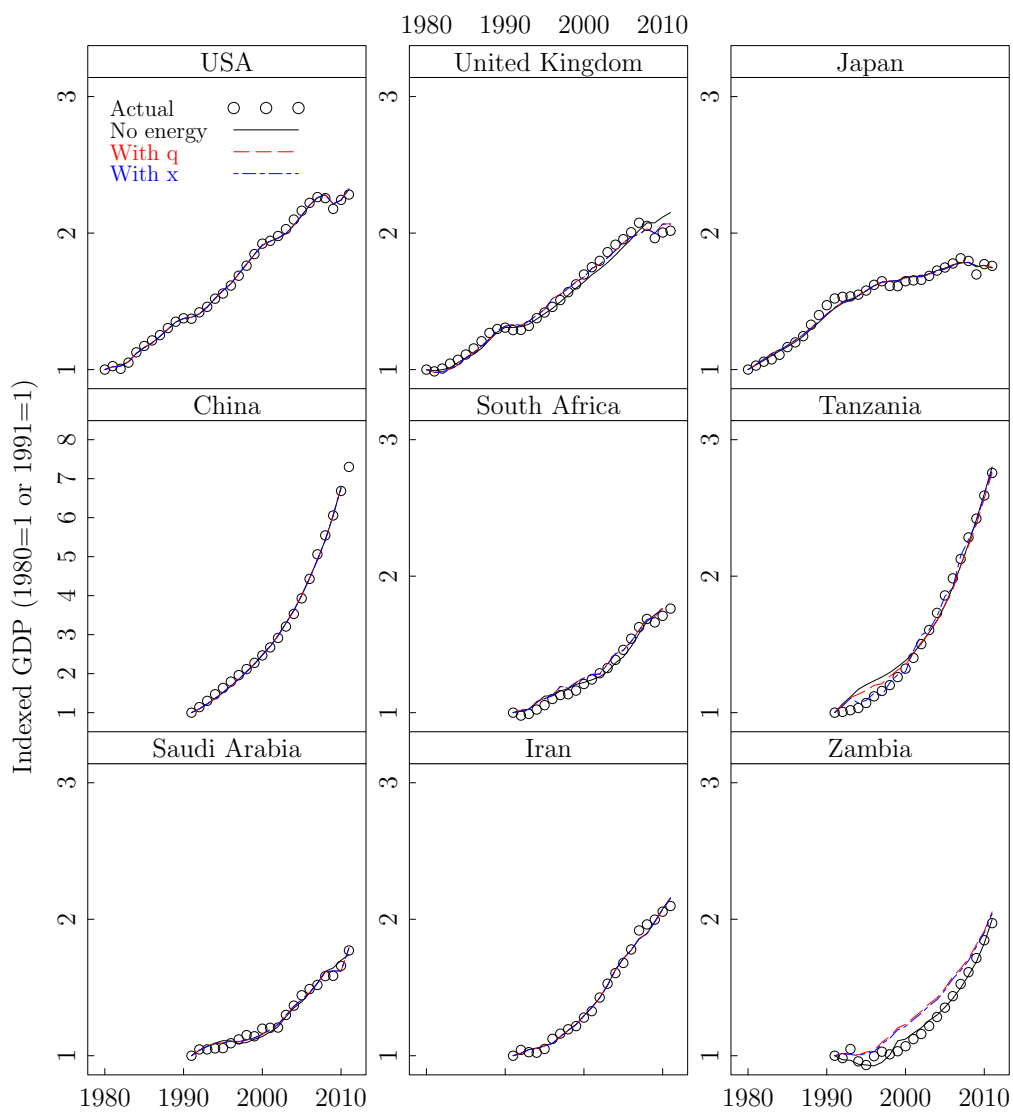 1980 1990 2000 2010
USA
United Kingdom
Japan
Actual
No energy
With q
With x
3
2
1
3
2
1
3
2
1
China
South Africa
Tanzania
8
7
6
5
4
3
2
1
3
2
1
3
2
1
Indexed GDP (1980=1 or 1991=1)
Saudi Arabia
Iran
Zambia
3
2
1
3
2
1
3
2
1
1980 1990 2000 2010
1980 1990 2000 2010